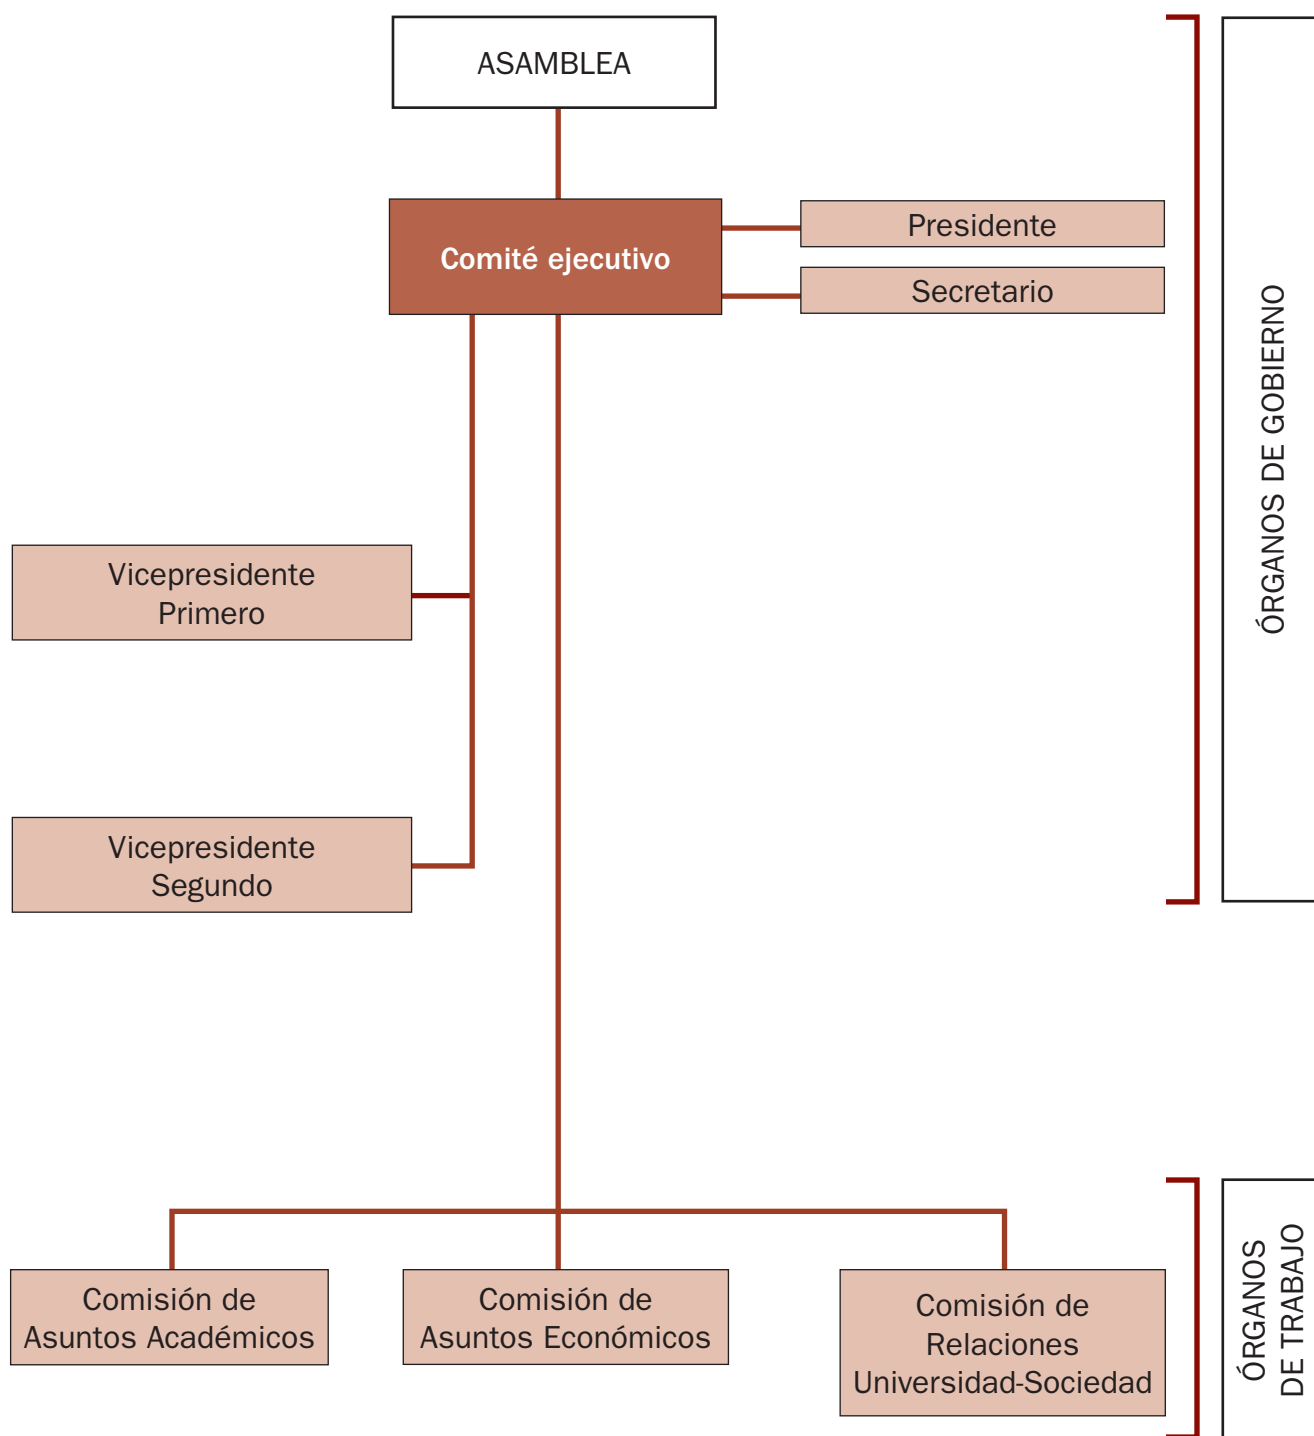 ASAMBLEA
Comité ejecutivo
Presidente
Secretario
Vicepresidente
Primero
Vicepresidente
Segundo
ÓRGANOS DE GOBIERNO
Comisión de
Asuntos Académicos
Comisión de
Asuntos Económicos
Comisión de
Relaciones
Universidad-Sociedad
ÓRGANOS
DE TRABAJO